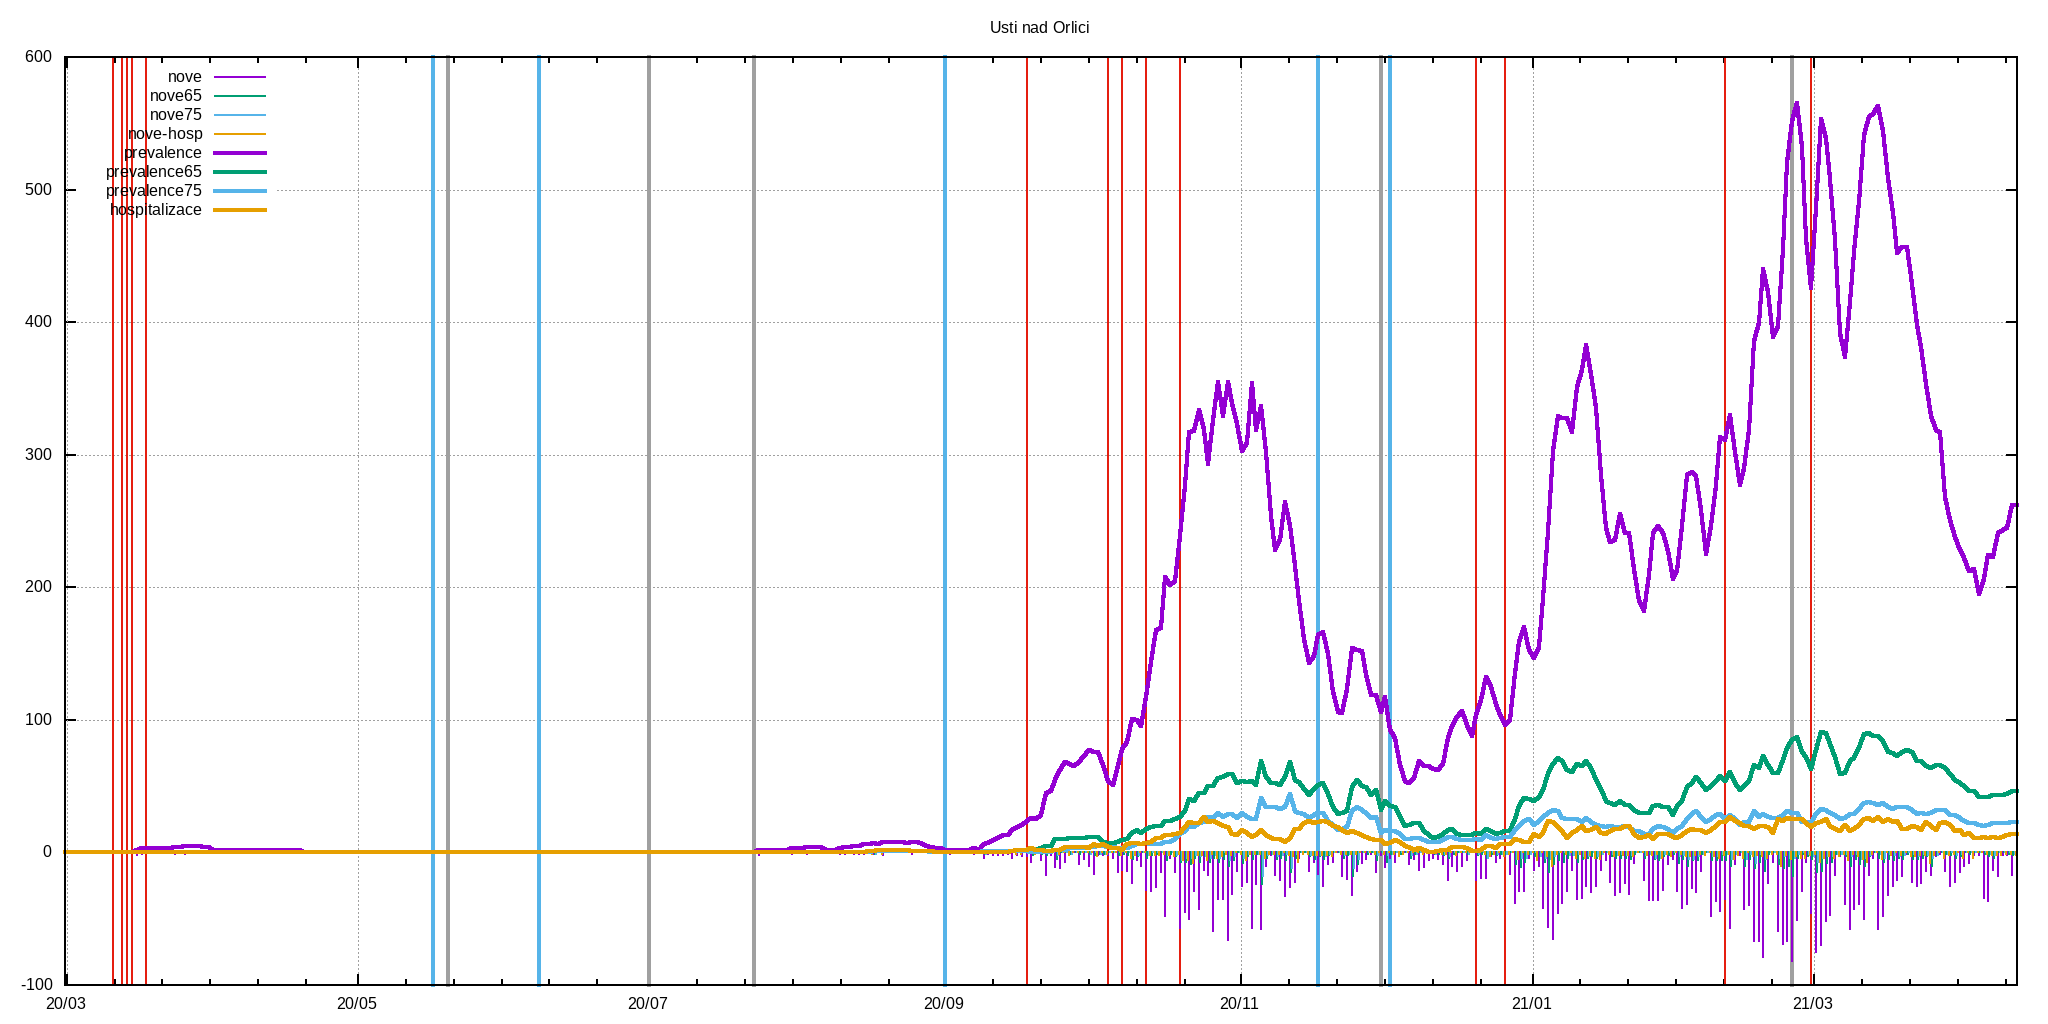 Usti nad Orlici
600
500
400
300
200
100
0
-100
nove
nove65
nove75
nove-hosp
prevalence
prevalence65
prevalence75
hospitalizace
20/03 20/05 20/07 20/09 20/11 21/01 21/03